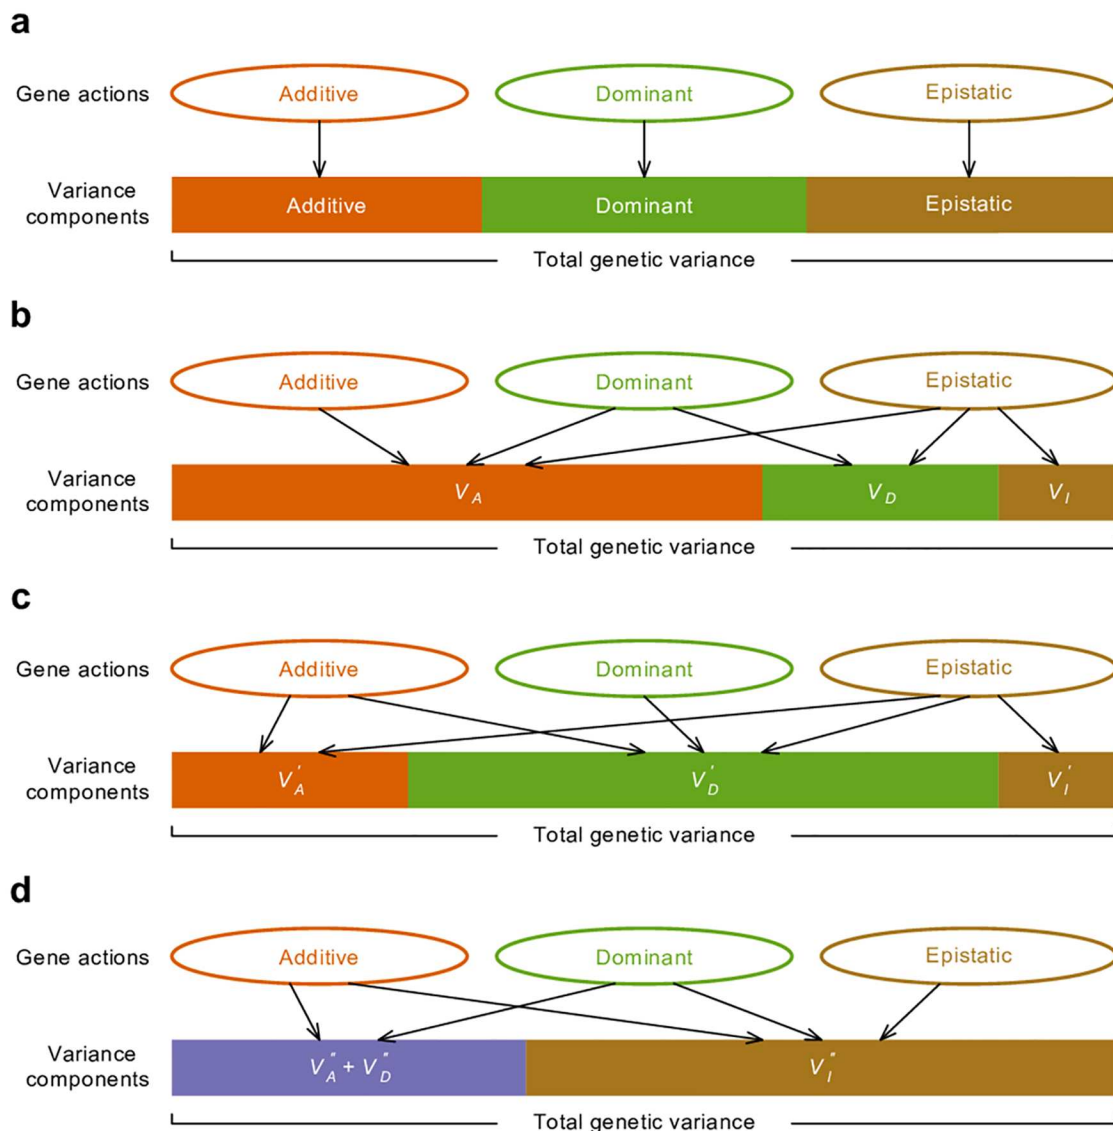 a
Gene actions Additive Dominant Epistatic
Variance
components
Additive Dominant Epistatic
Total genetic variance
b
Gene actions Additive Dominant Epistatic
Variance
components
V_A V_D V_I
Total genetic variance
c
Gene actions Additive Dominant Epistatic
Variance
components
V'_A V'_D V'_I
Total genetic variance
d
Gene actions Additive Dominant Epistatic
Variance
components
V"_A + V"_D V"_I
Total genetic variance